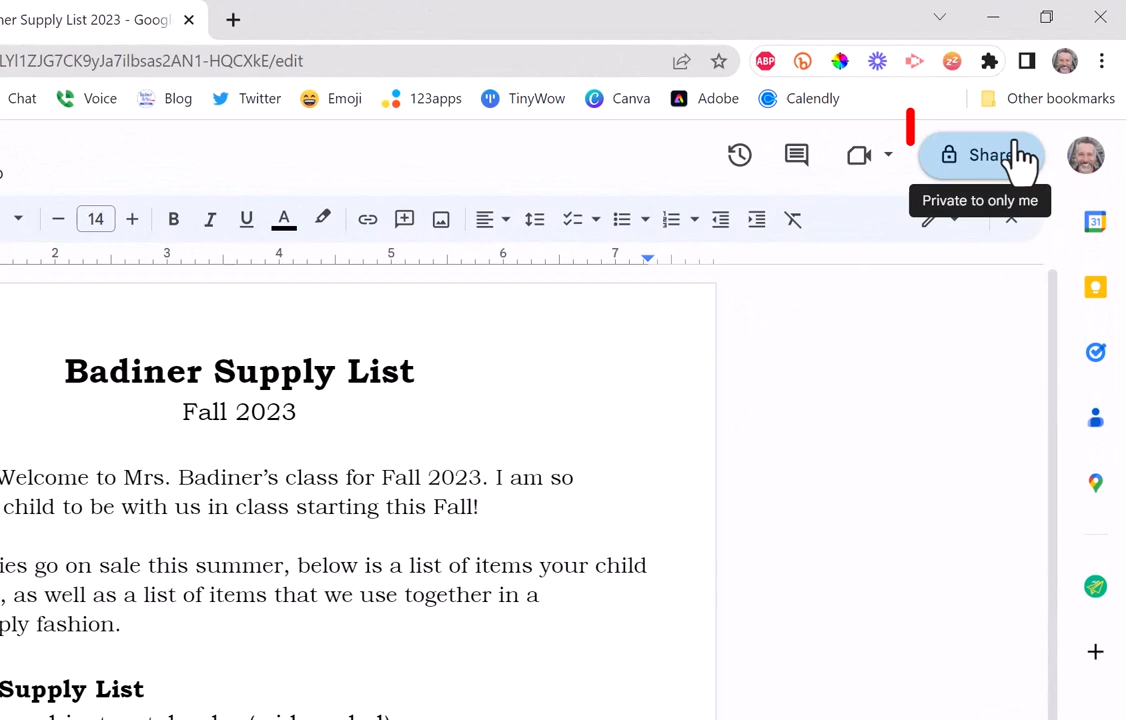 ner Supply List 2023 - Googl
LYl1ZJG7CK9yJa7ilbsas2AN1-HQCXkE/edit
ABP
Chat Voice Blog Twitter Emoji 123apps TinyWow Canva Adobe Calendly Other bookmarks
Share
Private to only me
14 B I U A
31
2 3 4 5 6 7
Badiner Supply List
Fall 2023
Welcome to Mrs. Badiner's class for Fall 2023. I am so
child to be with us in class starting this Fall!
ies go on sale this summer, below is a list of items your child
, as well as a list of items that we use together in a
ply fashion.
Supply List